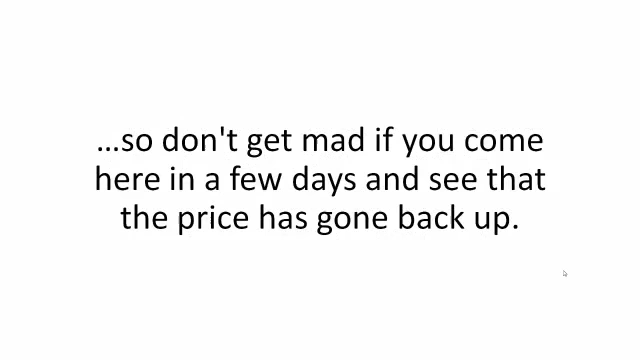 …so don't get mad if you come
here in a few days and see that
the price has gone back up.